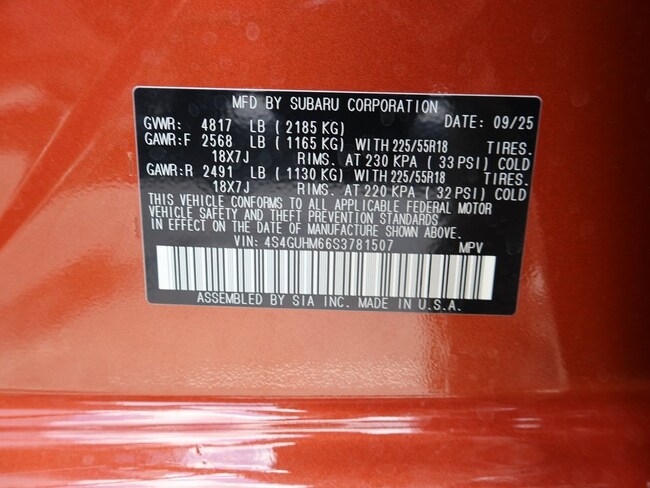 MFD BY SUBARU CORPORATION
GVWR: 4817 LB ( 2185 KG) DATE: 09/25
GAWR:F 2568 LB ( 1165 KG) WITH 225/55R18 TIRES.
18X7J RIMS. AT 230 KPA ( 33 PSI) COLD
GAWR:R 2491 LB ( 1130 KG) WITH 225/55R18 TIRES.
18X7J RIMS. AT 220 KPA ( 32 PSI) COLD
THIS VEHICLE CONFORMS TO ALL APPLICABLE FEDERAL MOTOR
VEHICLE SAFETY AND THEFT PREVENTION STANDARDS
IN EFFECT ON THE DATE OF MANUFACTURE SHOWN ABOVE.
VIN: 4S4GUHM66S3781507 MPV
ASSEMBLED BY SIA INC. MADE IN U.S.A.